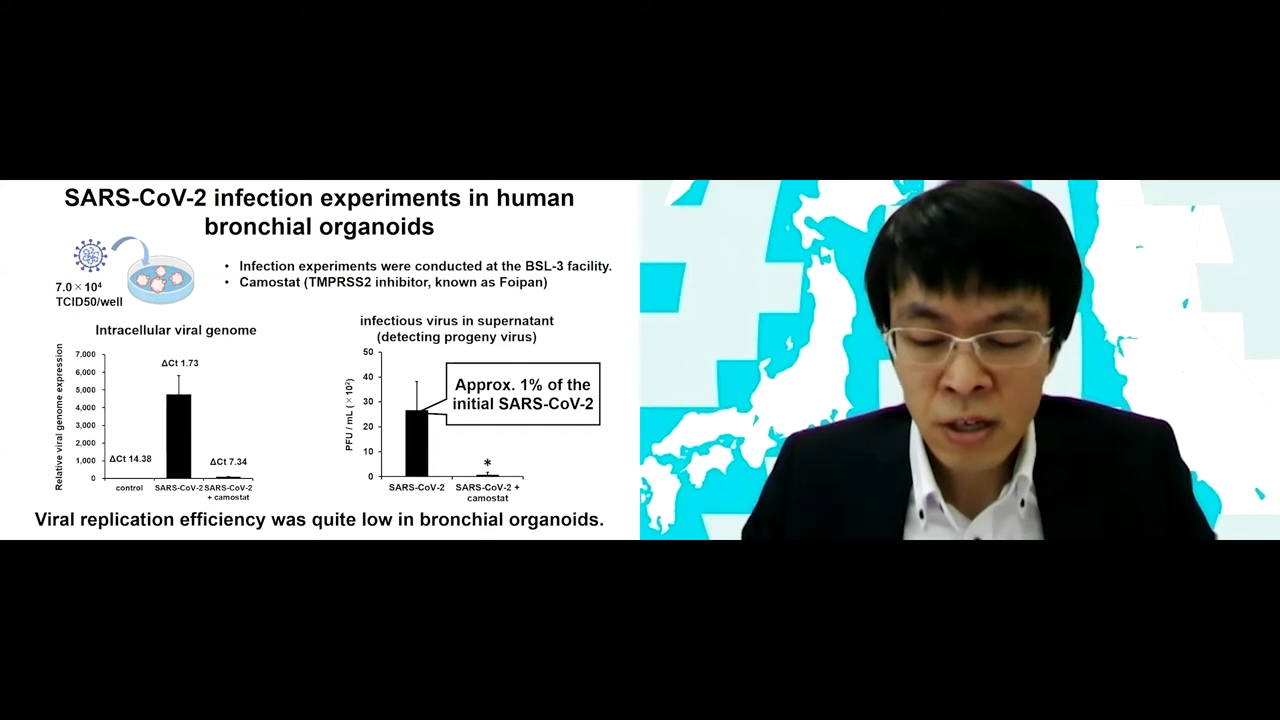 SARS-CoV-2 infection experiments in human
bronchial organoids
7.0×10⁴
TCID50/well
• Infection experiments were conducted at the BSL-3 facility.
• Camostat (TMPRSS2 inhibitor, known as Foipan)
Intracellular viral genome
Relative viral genome expression
7,000
6,000
5,000
4,000
3,000
2,000
1,000
0
ΔCt 14.38
ΔCt 1.73
ΔCt 7.34
control
SARS-CoV-2
SARS-CoV-2
+ camostat
infectious virus in supernatant
(detecting progeny virus)
PFU / mL (×10²)
50
40
30
20
10
0
Approx. 1% of the
initial SARS-CoV-2
*
SARS-CoV-2
SARS-CoV-2 +
camostat
Viral replication efficiency was quite low in bronchial organoids.